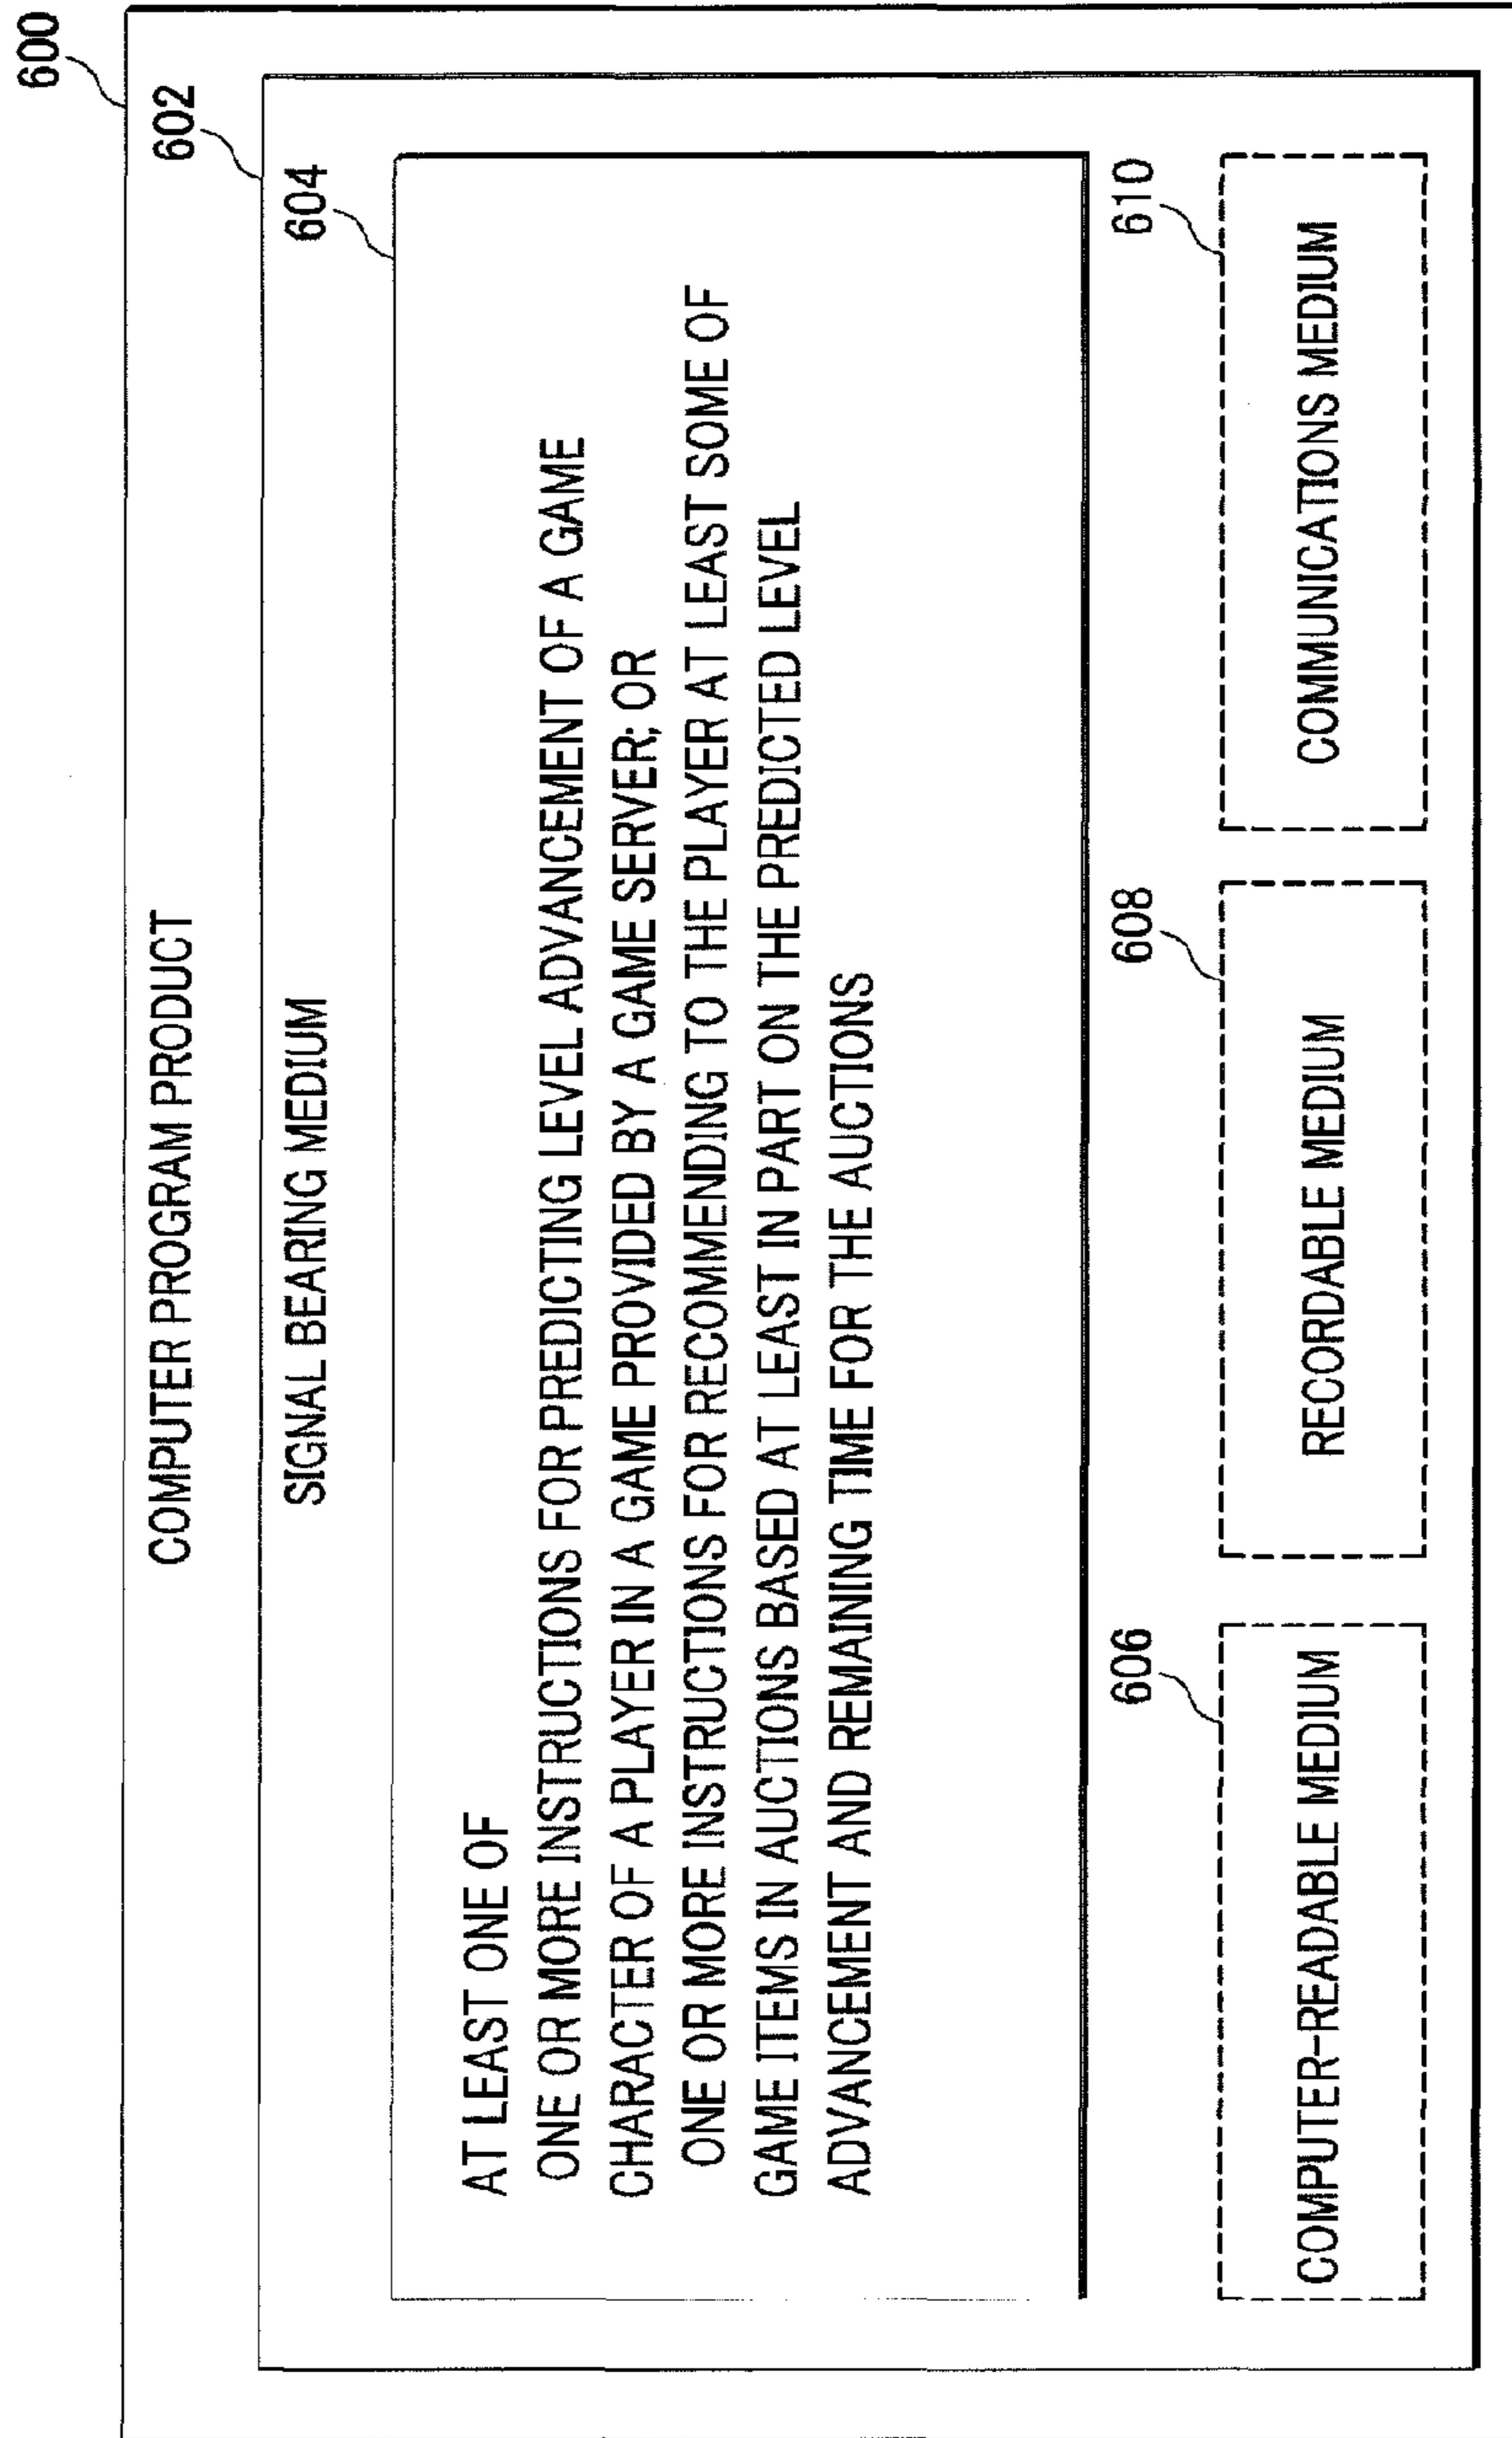 600
COMPUTER PROGRAM PRODUCT
602
SIGNAL BEARING MEDIUM
604
AT LEAST ONE OF
ONE OR MORE INSTRUCTIONS FOR PREDICTING LEVEL ADVANCEMENT OF A GAME
CHARACTER OF A PLAYER IN A GAME PROVIDED BY A GAME SERVER; OR
ONE OR MORE INSTRUCTIONS FOR RECOMMENDING TO THE PLAYER AT LEAST SOME OF
GAME ITEMS IN AUCTIONS BASED AT LEAST IN PART ON THE PREDICTED LEVEL
ADVANCEMENT AND REMAINING TIME FOR THE AUCTIONS
606
COMPUTER-READABLE MEDIUM
608
RECORDABLE MEDIUM
610
COMMUNICATIONS MEDIUM